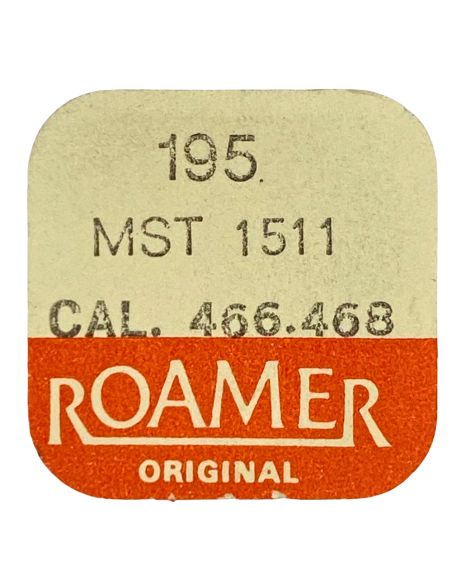 195.
MST 1511
CAL. 466.468
ROAMER
ORIGINAL